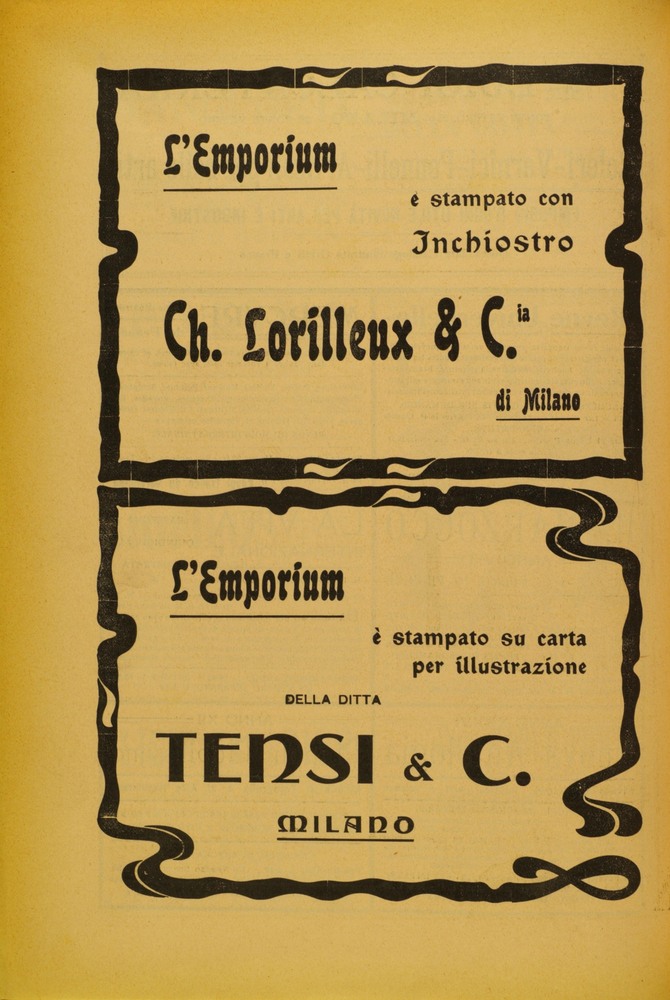 L'Emporium
è stampato con
Inchiostro
Ch. Lorilleux & C.ia
di Milano
L'Emporium
è stampato su carta
per illustrazione
DELLA DITTA
TENSI & C.
MILANO